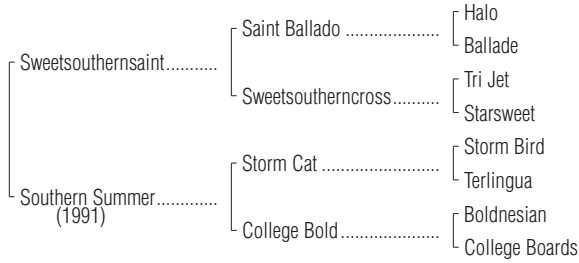 Halo
Saint Ballado ....................
Ballade
Sweetsouthernsaint...........
Tri Jet
Sweetsoutherncross..........
Starsweet
Storm Bird
Storm Cat .........................
Terlingua
Southern Summer.............
(1991)
Boldnesian
College Bold.....................
College Boards